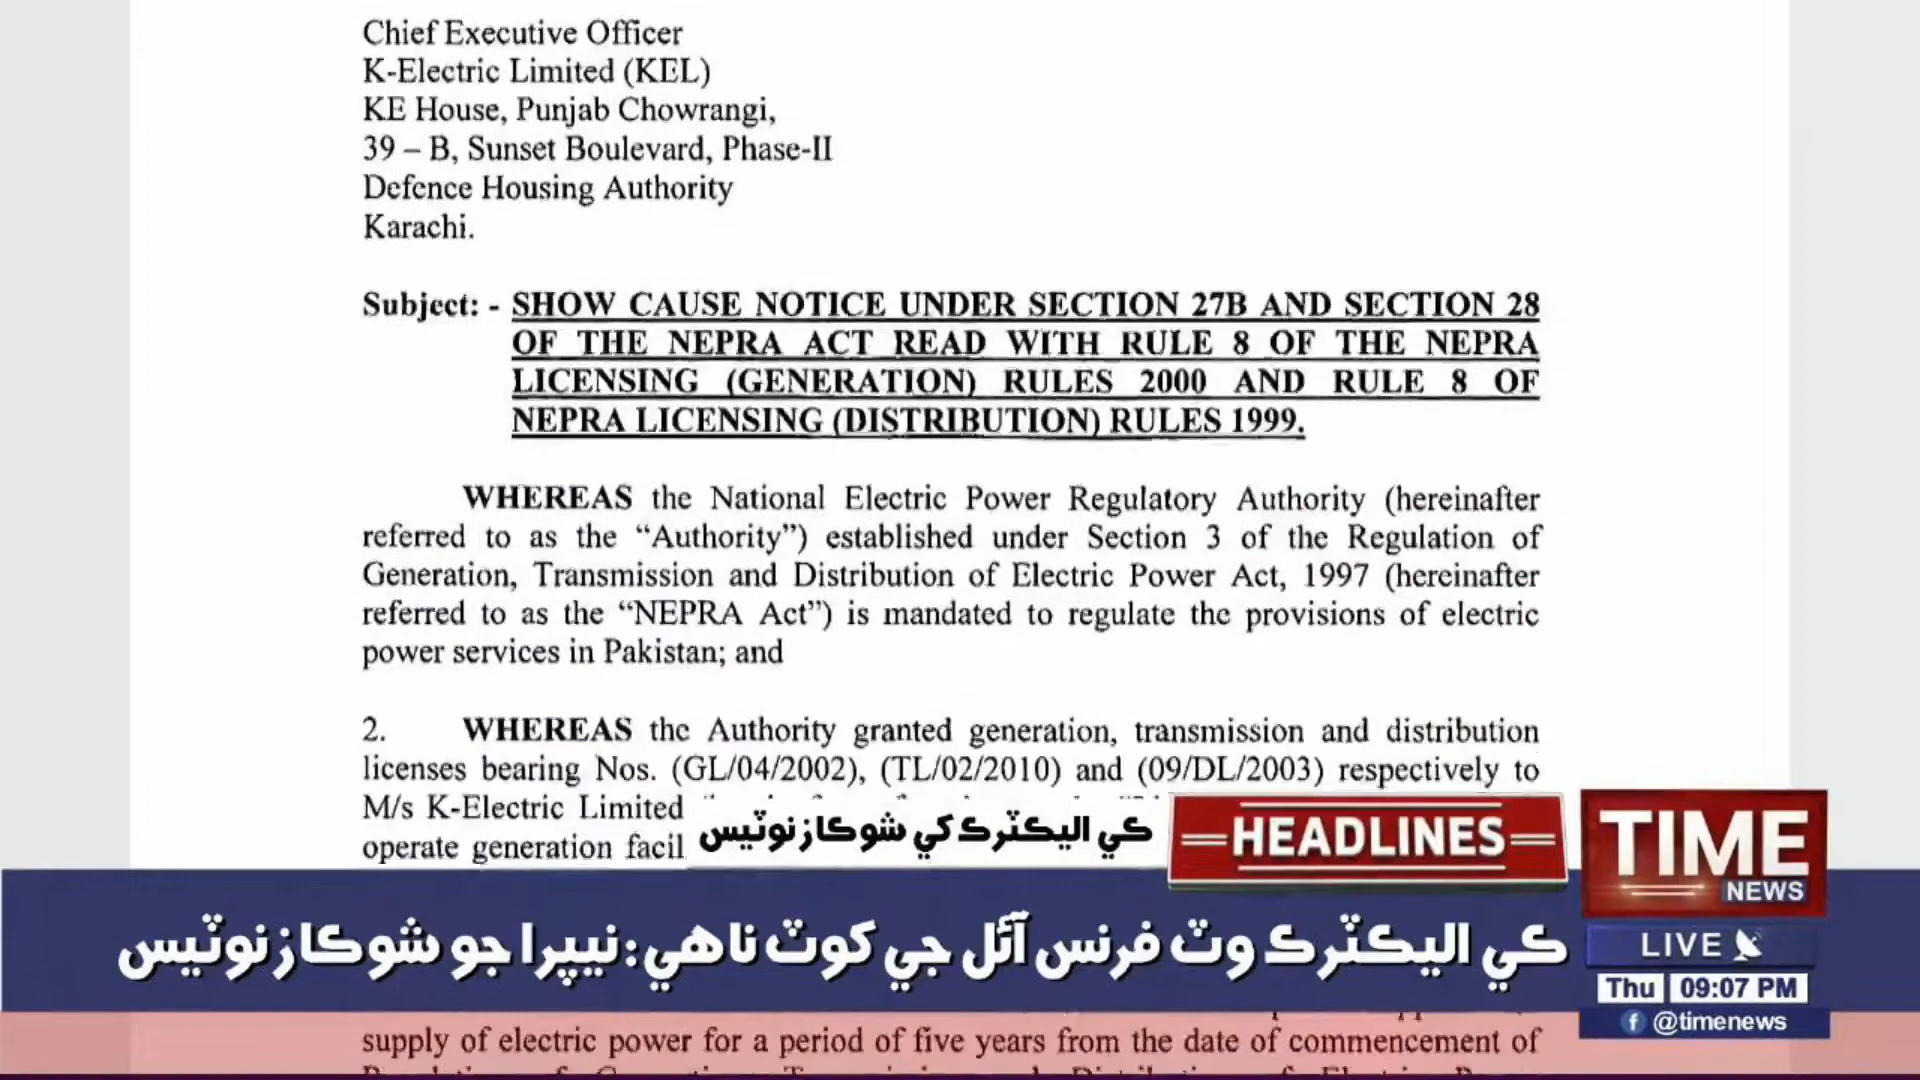 Chief Executive Officer
K-Electric Limited (KEL)
KE House, Punjab Chowrangi,
39 – B, Sunset Boulevard, Phase-II
Defence Housing Authority
Karachi.
Subject: - SHOW CAUSE NOTICE UNDER SECTION 27B AND SECTION 28
OF THE NEPRA ACT READ WITH RULE 8 OF THE NEPRA
LICENSING (GENERATION) RULES 2000 AND RULE 8 OF
NEPRA LICENSING (DISTRIBUTION) RULES 1999.
WHEREAS the National Electric Power Regulatory Authority (hereinafter
referred to as the “Authority”) established under Section 3 of the Regulation of
Generation, Transmission and Distribution of Electric Power Act, 1997 (hereinafter
referred to as the “NEPRA Act”) is mandated to regulate the provisions of electric
power services in Pakistan; and
2. WHEREAS the Authority granted generation, transmission and distribution
licenses bearing Nos. (GL/04/2002), (TL/02/2010) and (09/DL/2003) respectively to
M/s K-Electric Limited
operate generation facil
ڪي اليڪٽرڪ کي شوڪاز نوٽيس
HEADLINES
TIME
NEWS
ڪي اليڪٽرڪ وٽ فرنس آئل جي کوٽ ناهي: نيپرا جو شوڪاز نوٽيس
LIVE
Thu 09:07 PM
@timenews
supply of electric power for a period of five years from the date of commencement of